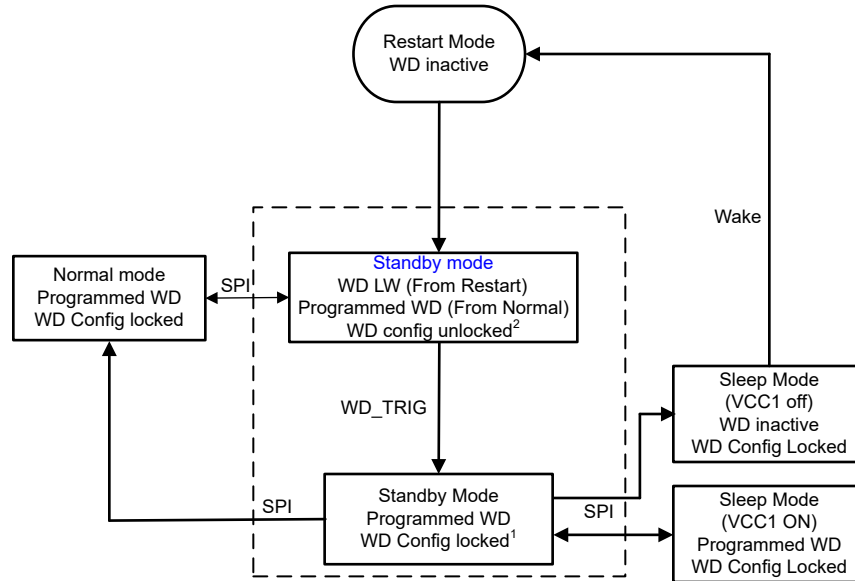 Restart Mode
WD inactive
Wake
Standby mode
WD LW (From Restart)
Programmed WD (From Normal)
WD config unlocked²
Normal mode
Programmed WD
WD Config locked
SPI
WD_TRIG
Sleep Mode
(VCC1 off)
WD inactive
WD Config Locked
Standby Mode
Programmed WD
WD Config locked¹
SPI
SPI
Sleep Mode
(VCC1 ON)
Programmed WD
WD Config Locked